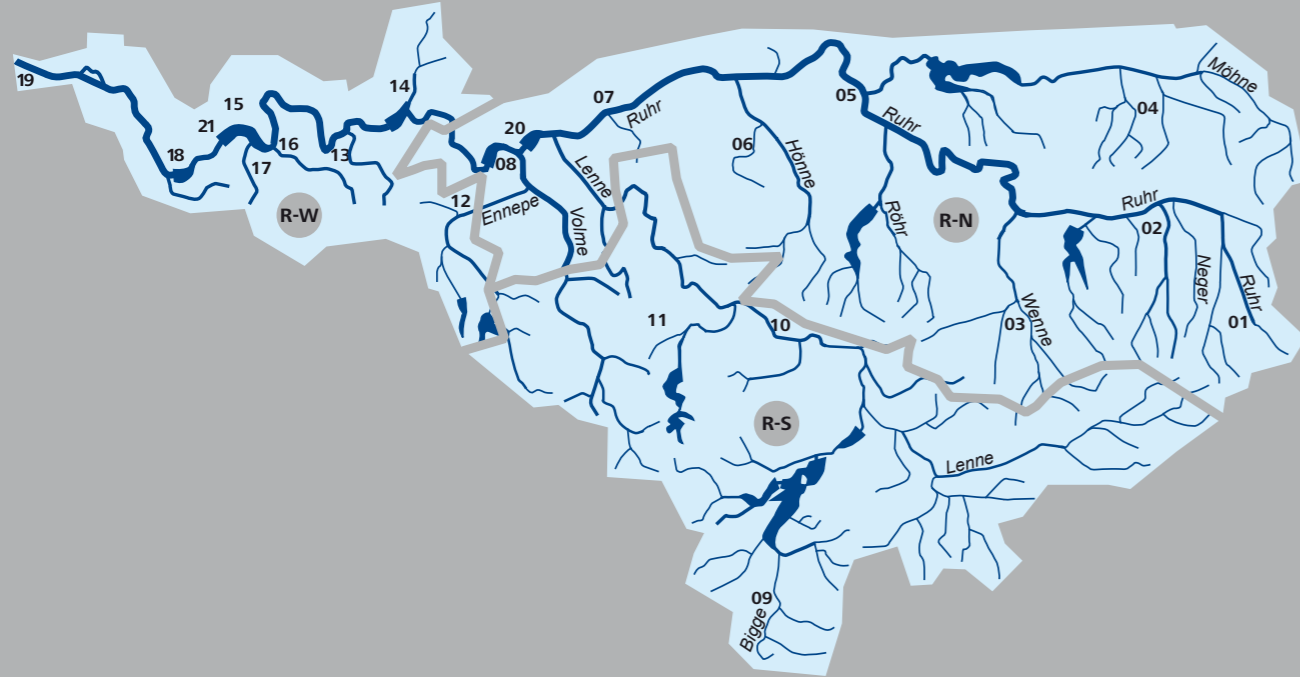 19
14
15
07
05
Möhne
21
20
Ruhr
Ruhr
04
18
16
13
06
Hönne
17
08
Lenne
R-W
12
Ennepe
Volme
Röhr
R-N
Ruhr
02
Neger
Ruhr
01
11
10
03
Wenne
R-S
Lenne
09
Bigge